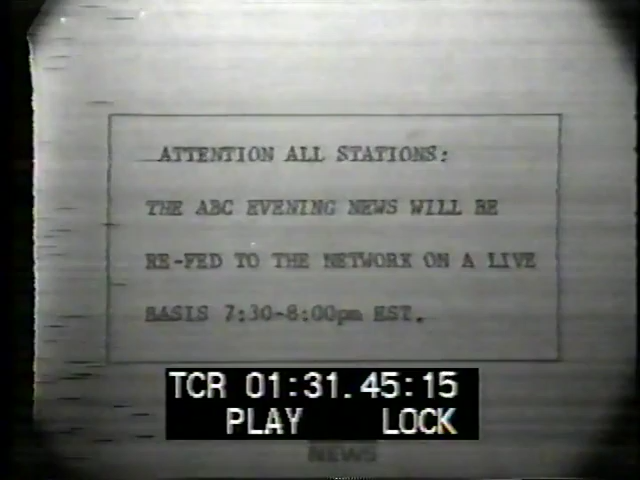 ATTENTION ALL STATIONS:
THE ABC EVENING NEWS WILL BE
RE-FED TO THE NETWORK ON A LIVE
BASIS 7:30-8:00pm EST.
TCR 01:31.45:15
PLAY LOCK
NEWS